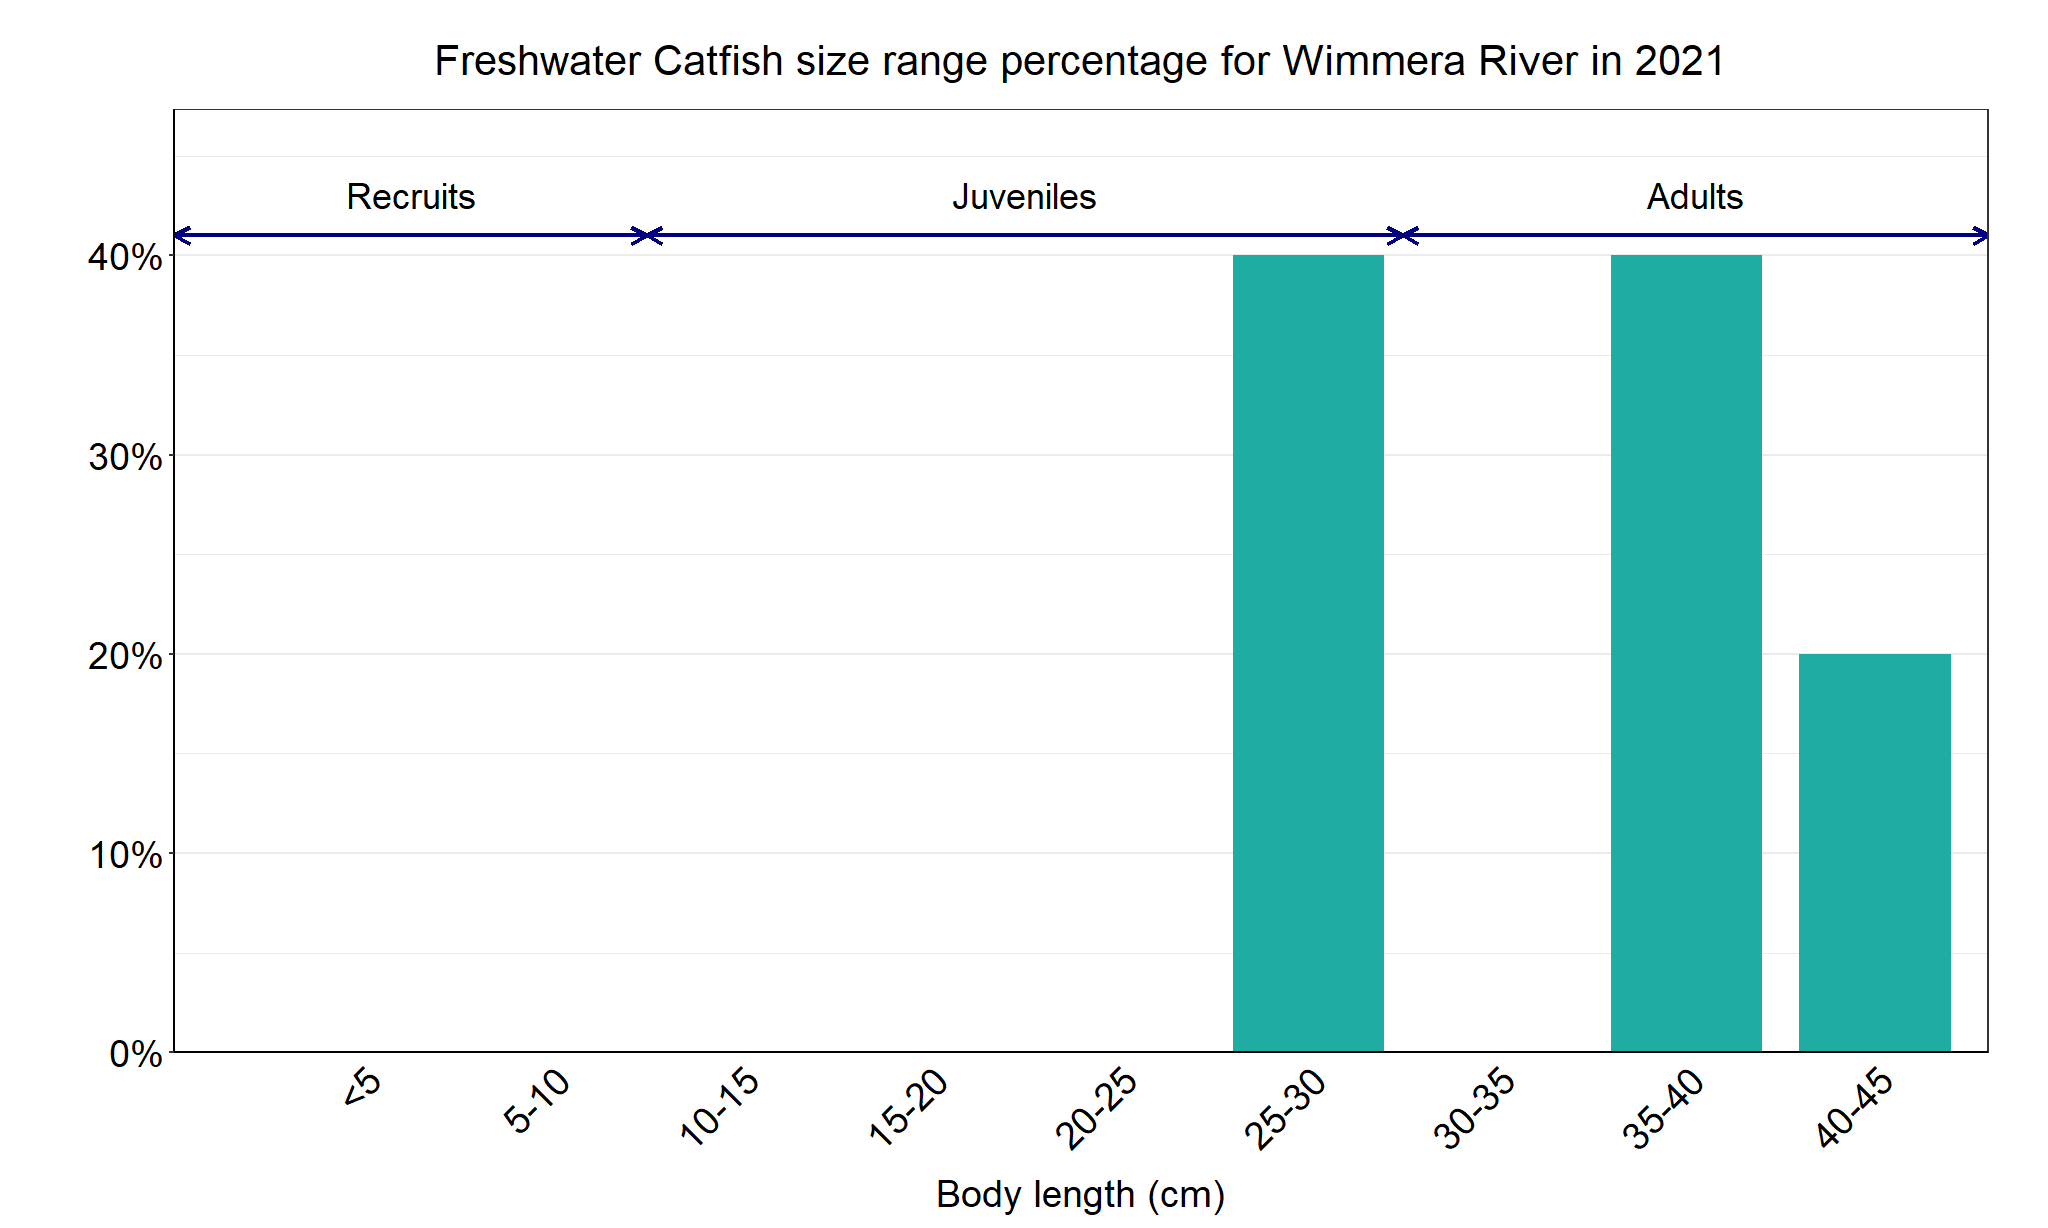 Freshwater Catfish size range percentage for Wimmera River in 2021
Recruits Juveniles Adults
40%
30%
20%
10%
0%
<5 5-10 10-15 15-20 20-25 25-30 30-35 35-40 40-45
Body length (cm)